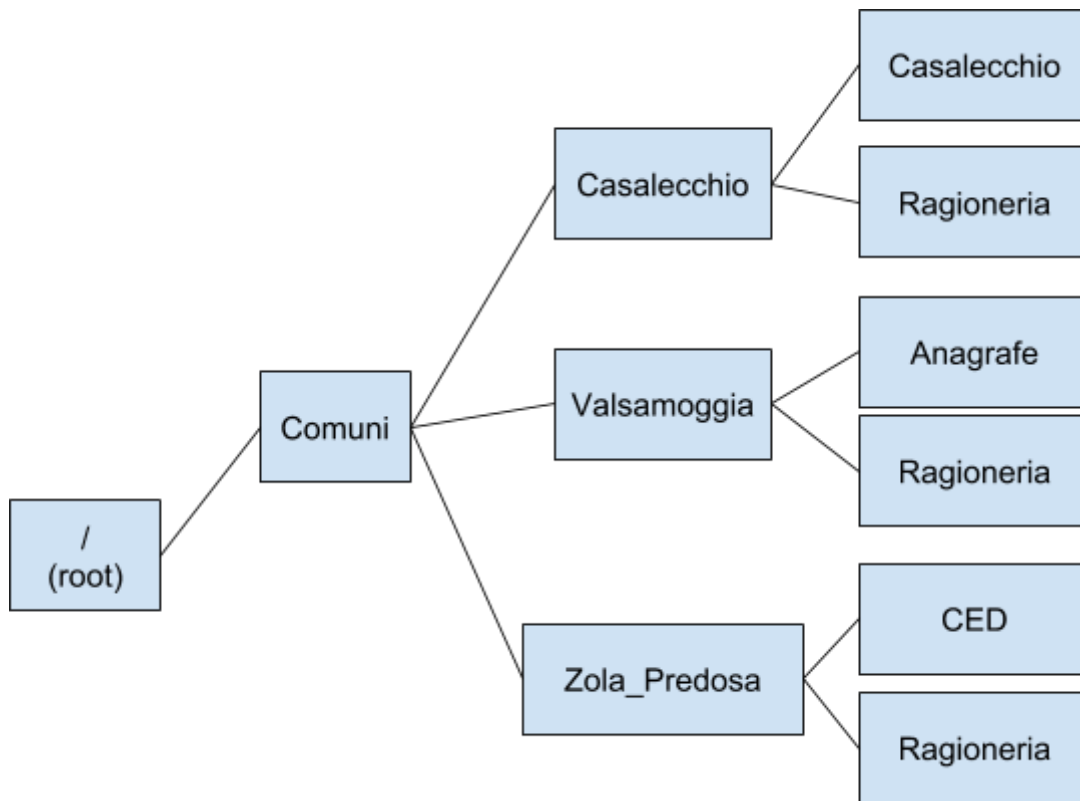 Casalecchio
Casalecchio
Ragioneria
Anagrafe
Comuni
Valsamoggia
Ragioneria
/
(root)
CED
Zola_Predosa
Ragioneria